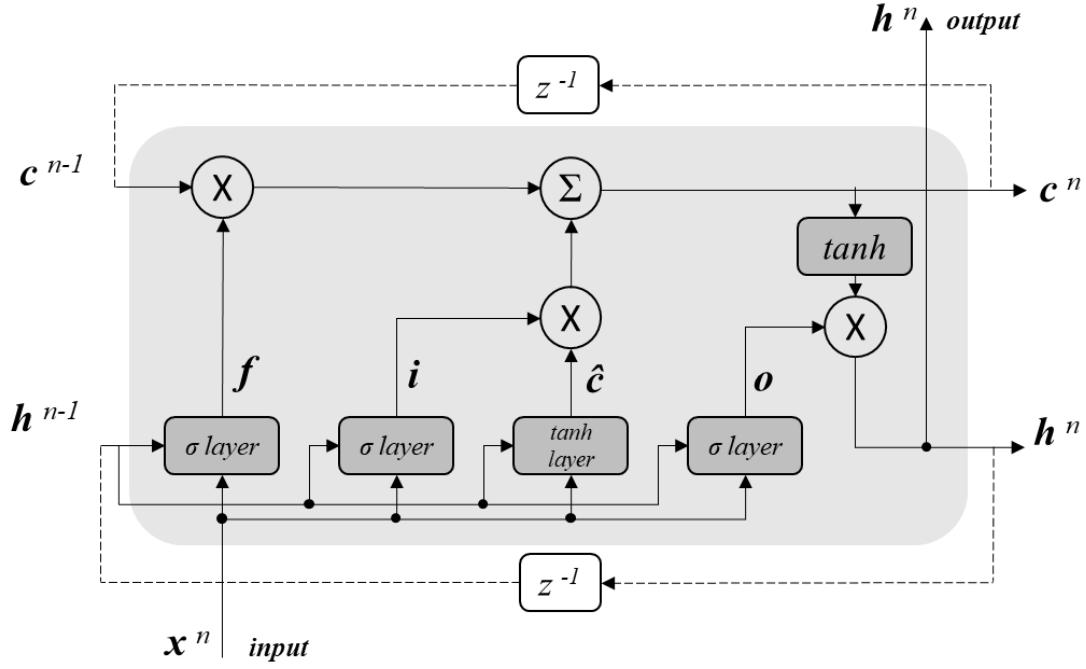 h n output
z -1
c n-1
X
Σ
c n
tanh
X
X
f
i
ĉ
o
h n-1
σ layer
σ layer
tanh
layer
σ layer
h n
z -1
x n input